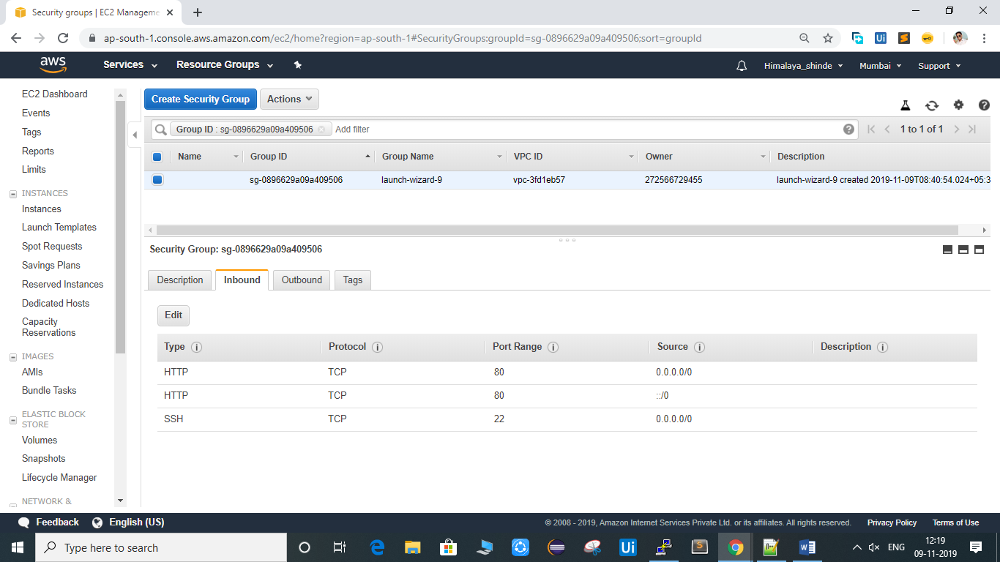 Security groups | EC2 Manageme
ap-south-1.console.aws.amazon.com/ec2/home?region=ap-south-1#SecurityGroups:groupId=sg-0896629a09a409506;sort=groupId
aws Services Resource Groups Himalaya_shinde Mumbai Support
EC2 Dashboard
Events
Tags
Reports
Limits
INSTANCES
Instances
Launch Templates
Spot Requests
Savings Plans
Reserved Instances
Dedicated Hosts
Capacity
Reservations
IMAGES
AMIs
Bundle Tasks
ELASTIC BLOCK
STORE
Volumes
Snapshots
Lifecycle Manager
NETWORK &
Create Security Group Actions
Group ID : sg-0896629a09a409506 Add filter 1 to 1 of 1
Name Group ID Group Name VPC ID Owner Description
sg-0896629a09a409506 launch-wizard-9 vpc-3fd1eb57 272566729455 launch-wizard-9 created 2019-11-09T08:40:54.024+05:3
Security Group: sg-0896629a09a409506
Description Inbound Outbound Tags
Edit
Type Protocol Port Range Source Description
HTTP TCP 80 0.0.0.0/0
HTTP TCP 80 ::/0
SSH TCP 22 0.0.0.0/0
Feedback English (US) © 2008 - 2019, Amazon Internet Services Private Ltd. or its affiliates. All rights reserved. Privacy Policy Terms of Use
Type here to search
ENG
12:19
09-11-2019